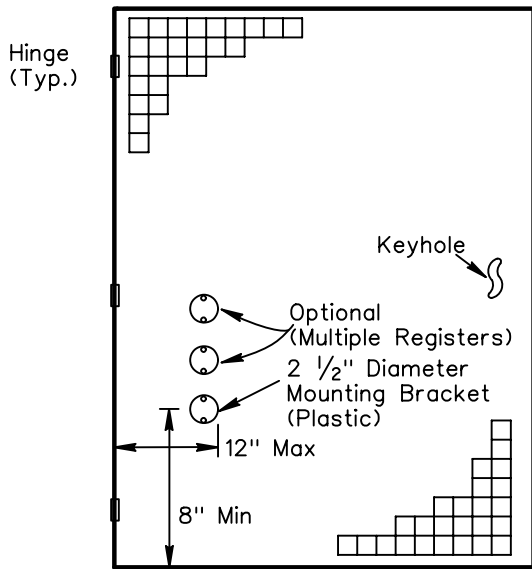 Hinge
(Typ.)
Keyhole
Optional
(Multiple Registers)
2 1/2" Diameter
Mounting Bracket
(Plastic)
12" Max
8" Min